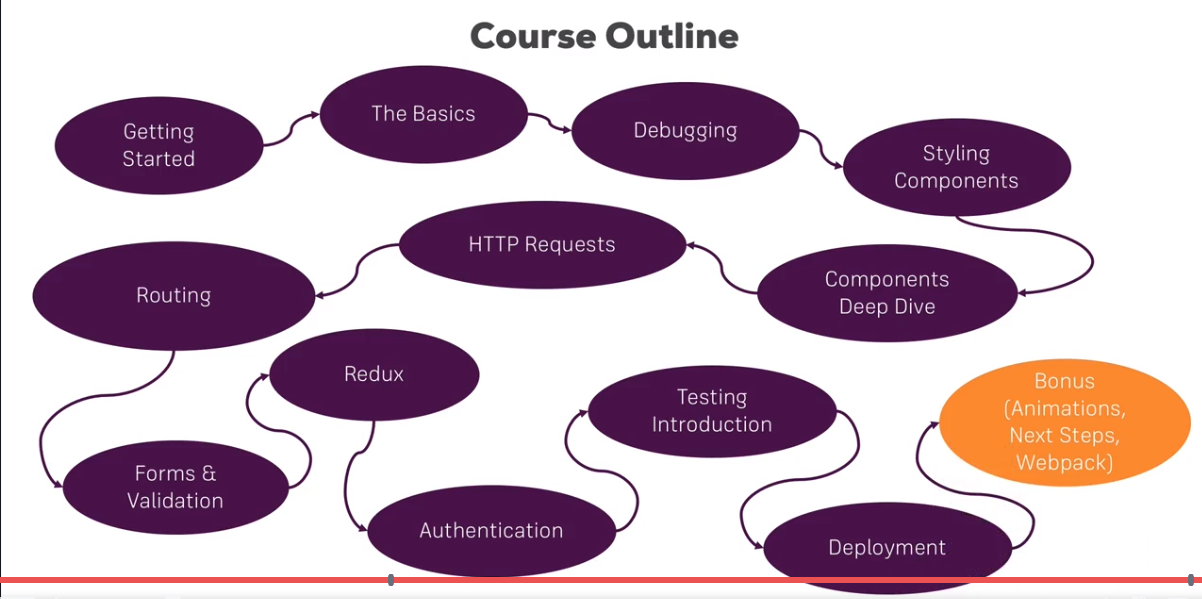 Course Outline
Getting
Started
The Basics
Debugging
Styling
Components
Components
Deep Dive
HTTP Requests
Routing
Forms &
Validation
Redux
Authentication
Testing
Introduction
Deployment
Bonus
(Animations,
Next Steps,
Webpack)